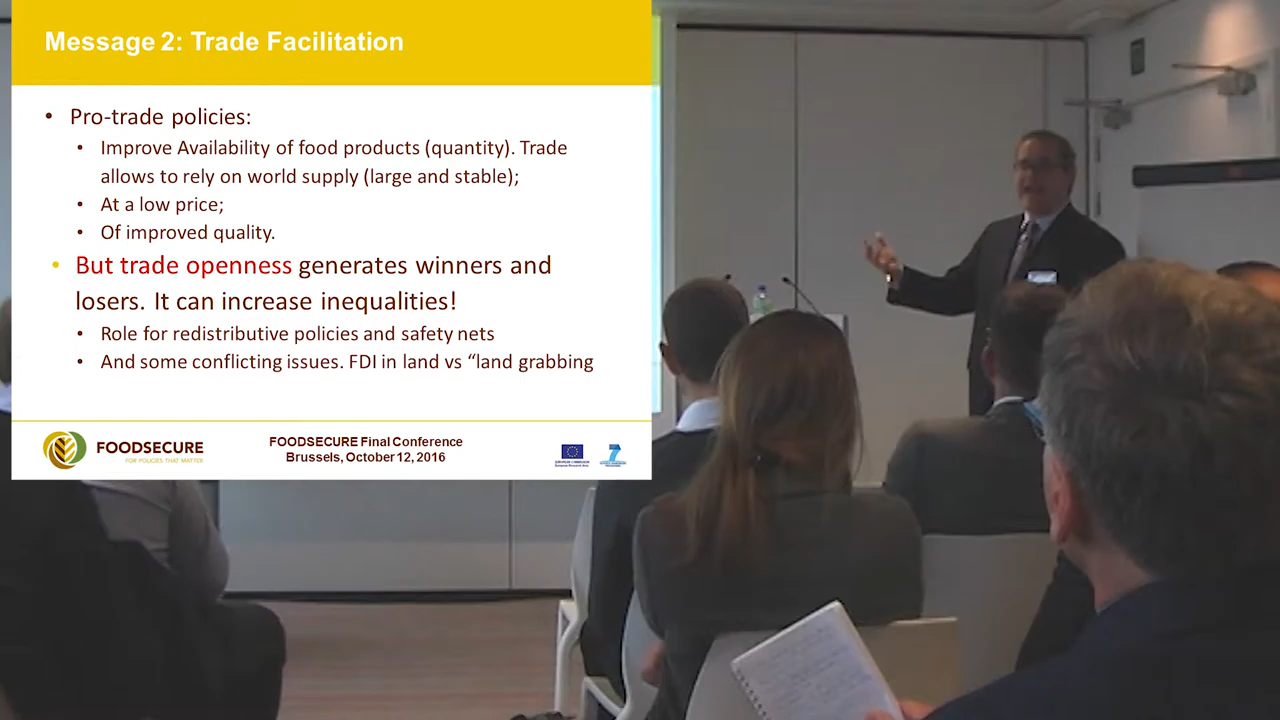 Message 2: Trade Facilitation
• Pro-trade policies:
• Improve Availability of food products (quantity). Trade
allows to rely on world supply (large and stable);
• At a low price;
• Of improved quality.
• But trade openness generates winners and
losers. It can increase inequalities!
• Role for redistributive policies and safety nets
• And some conflicting issues. FDI in land vs “land grabbing
FOODSECURE
FOR POLICIES THAT MATTER
FOODSECURE Final Conference
Brussels, October 12, 2016